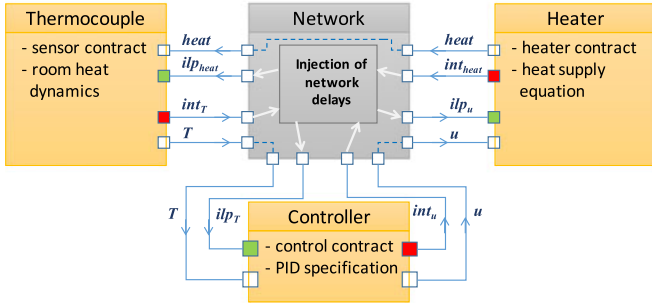 Thermocouple
Network
Heater
- sensor contract
- room heat
dynamics
heat
ilp_heat
int_T
T
Injection of
network
delays
heat
int_heat
ilp_u
u
- heater contract
- heat supply
equation
T
ilp_T
Controller
- control contract
- PID specification
int_u
u